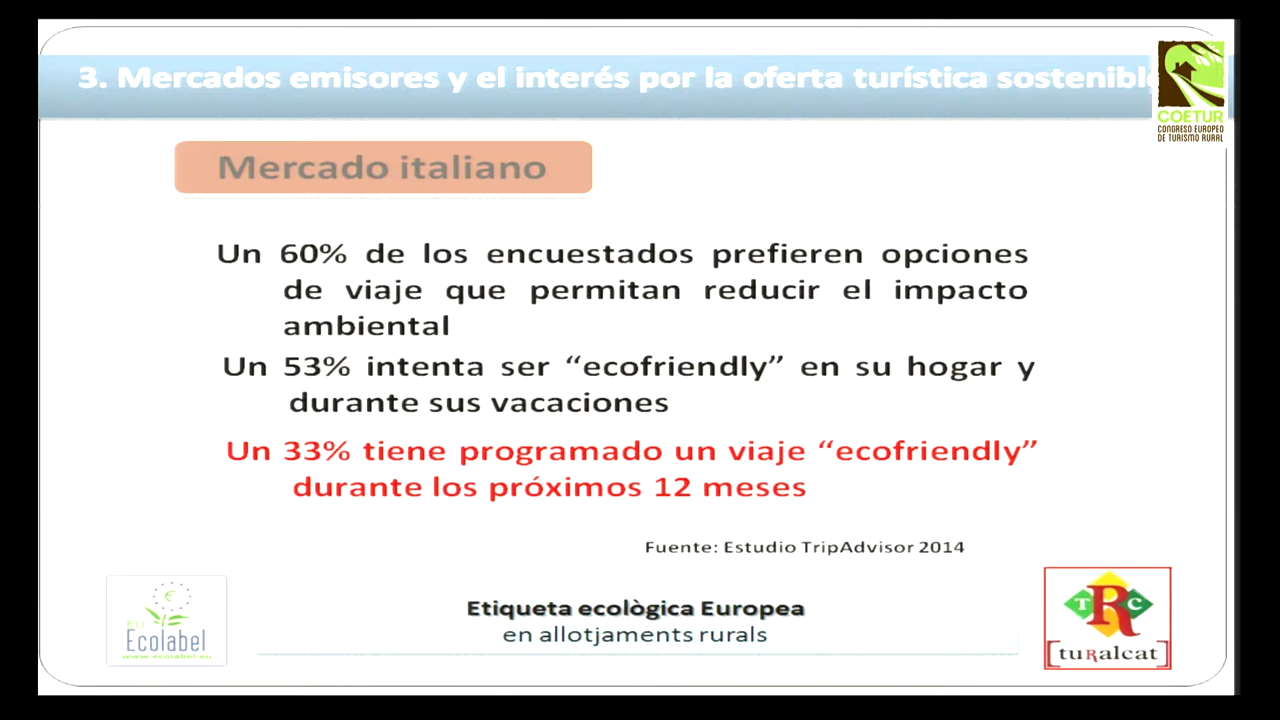 3. Mercados emisores y el interés por la oferta turística sostenible
COETUR
CONGRESO EUROPEO
DE TURISMO RURAL
Mercado italiano
Un 60% de los encuestados prefieren opciones
de viaje que permitan reducir el impacto
ambiental
Un 53% intenta ser “ecofriendly” en su hogar y
durante sus vacaciones
Un 33% tiene programado un viaje “ecofriendly”
durante los próximos 12 meses
Fuente: Estudio TripAdvisor 2014
EU
Ecolabel
Etiqueta ecològica Europea
en allotjaments rurals
TRC
[tuRalcat]